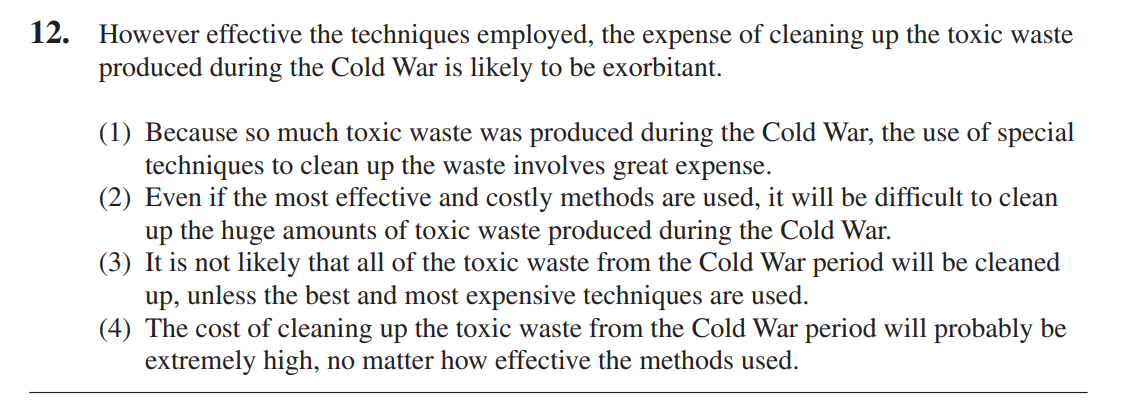 12. However effective the techniques employed, the expense of cleaning up the toxic waste
produced during the Cold War is likely to be exorbitant.
(1) Because so much toxic waste was produced during the Cold War, the use of special
techniques to clean up the waste involves great expense.
(2) Even if the most effective and costly methods are used, it will be difficult to clean
up the huge amounts of toxic waste produced during the Cold War.
(3) It is not likely that all of the toxic waste from the Cold War period will be cleaned
up, unless the best and most expensive techniques are used.
(4) The cost of cleaning up the toxic waste from the Cold War period will probably be
extremely high, no matter how effective the methods used.